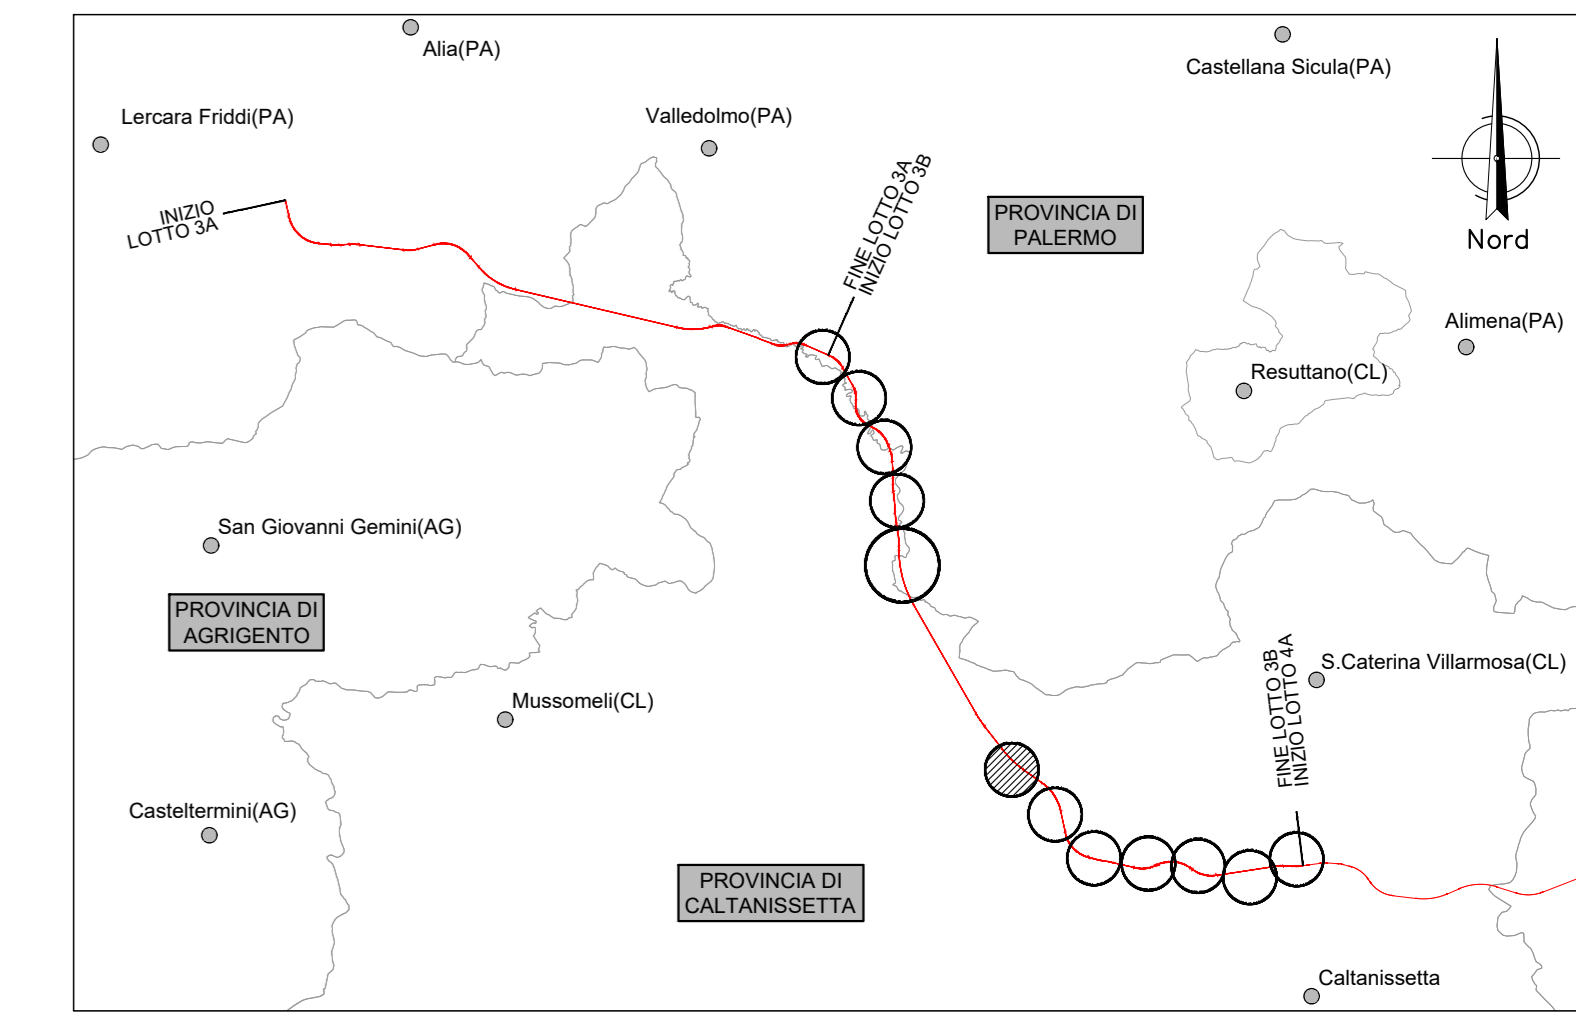 Alia(PA)
Castellana Sicula(PA)
Lercara Friddi(PA)
Valledolmo(PA)
INIZIO
LOTTO 3A
FINE LOTTO 3A
INIZIO LOTTO 3B
PROVINCIA DI
PALERMO
Nord
Alimena(PA)
Resuttano(CL)
San Giovanni Gemini(AG)
PROVINCIA DI
AGRIGENTO
FINE LOTTO 3B
INIZIO LOTTO 4A
S.Caterina Villarmosa(CL)
Mussomeli(CL)
Casteltermini(AG)
PROVINCIA DI
CALTANISSETTA
Caltanissetta